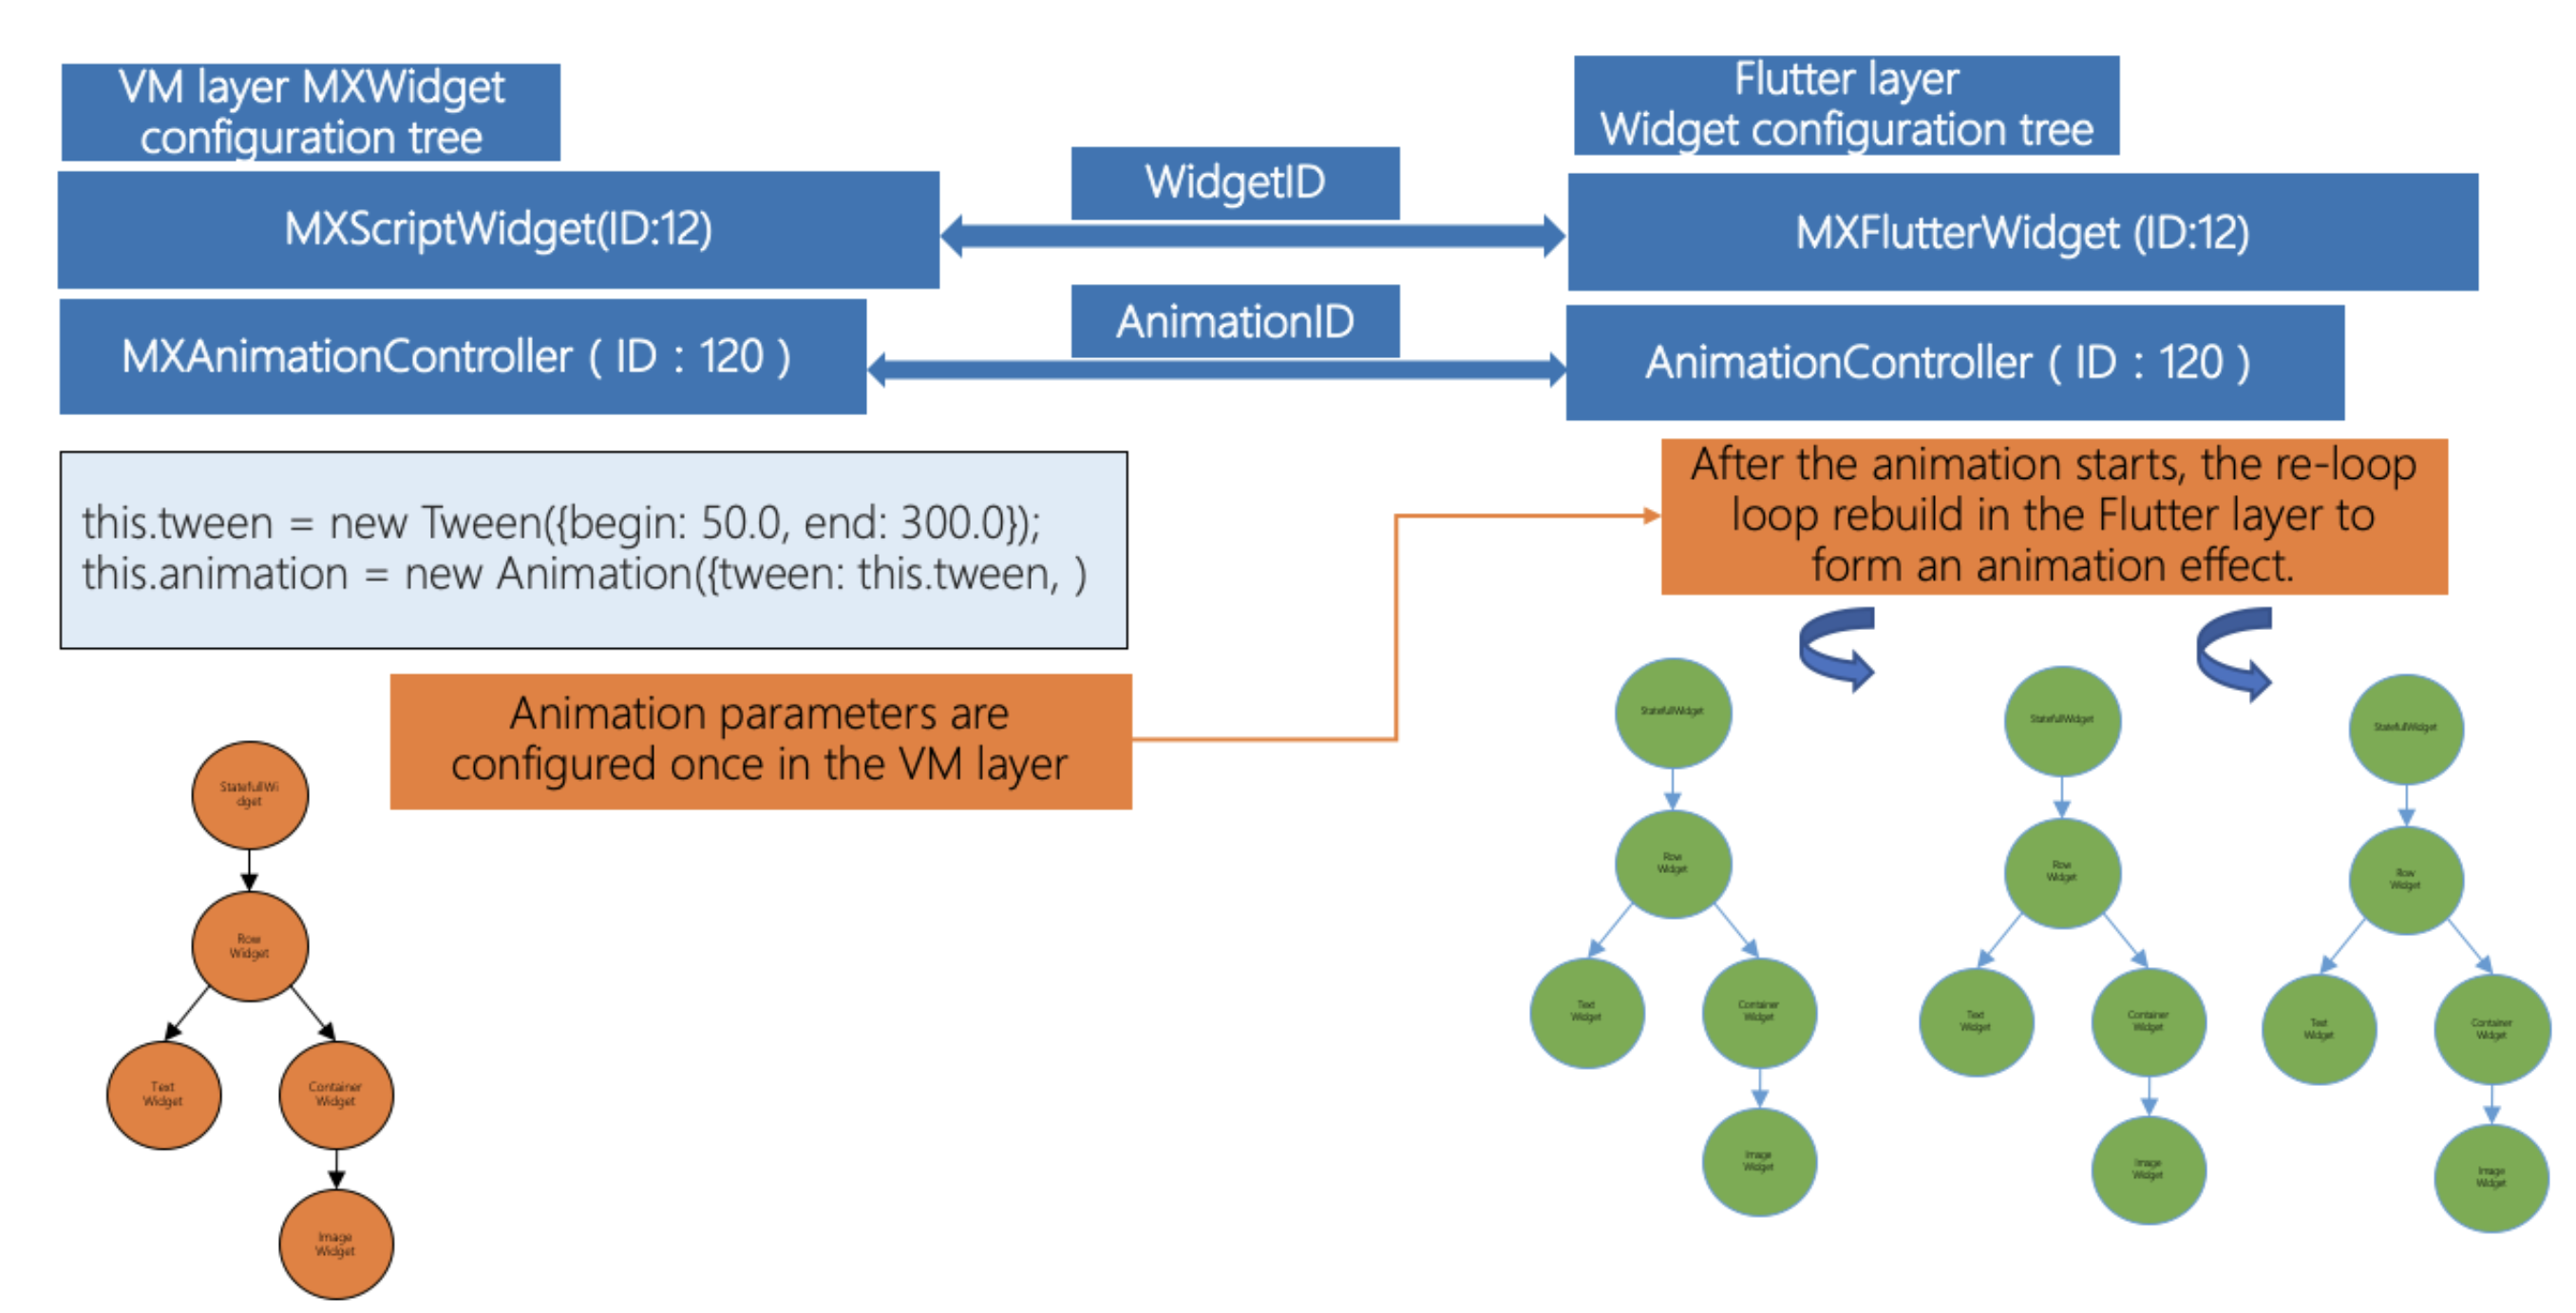 VM layer MXWidget
configuration tree
Flutter layer
Widget configuration tree
WidgetID
MXScriptWidget(ID:12)
MXFlutterWidget (ID:12)
AnimationID
MXAnimationController ( ID : 120 )
AnimationController ( ID : 120 )
this.tween = new Tween({begin: 50.0, end: 300.0});
this.animation = new Animation({tween: this.tween, )
After the animation starts, the re-loop
loop rebuild in the Flutter layer to
form an animation effect.
Animation parameters are
configured once in the VM layer
StatefullWi
dget
Row
Widget
Text
Widget
Container
Widget
Image
Widget
StatefullWidget
Row
Widget
Text
Widget
Container
Widget
Image
Widget
StatefullWidget
Row
Widget
Text
Widget
Container
Widget
Image
Widget
StatefullWidget
Row
Widget
Text
Widget
Container
Widget
Image
Widget